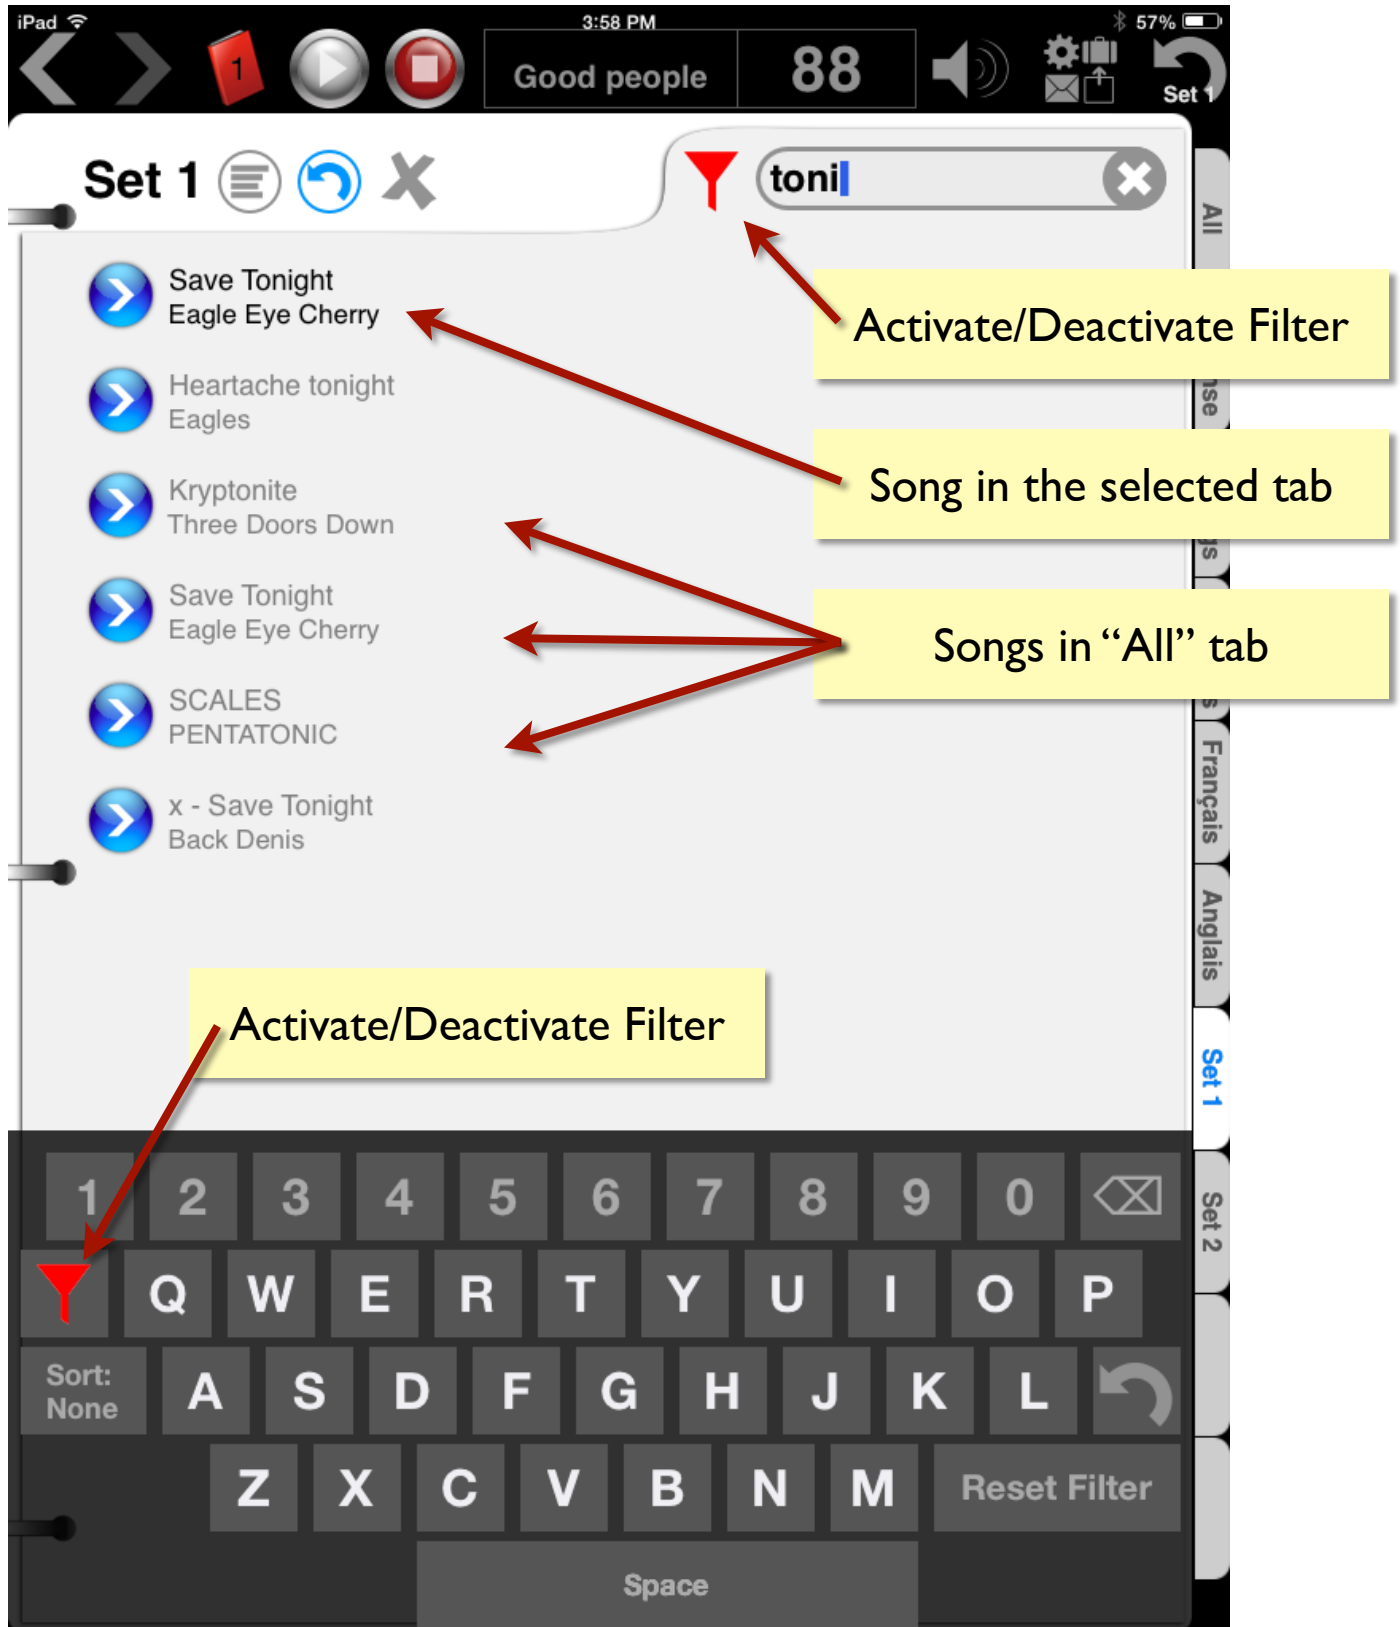 iPad
3:58 PM
57%
1
Good people
88
Set 1
Set 1
toni
All
Activate/Deactivate Filter
Save Tonight
Eagle Eye Cherry
Heartache tonight
Eagles
Song in the selected tab
Kryptonite
Three Doors Down
Save Tonight
Eagle Eye Cherry
Songs in “All” tab
SCALES
PENTATONIC
Français
x - Save Tonight
Back Denis
Anglais
Activate/Deactivate Filter
Set 1
1 2 3 4 5 6 7 8 9 0
Set 2
Q W E R T Y U I O P
Sort:
None
A S D F G H J K L
Z X C V B N M Reset Filter
Space